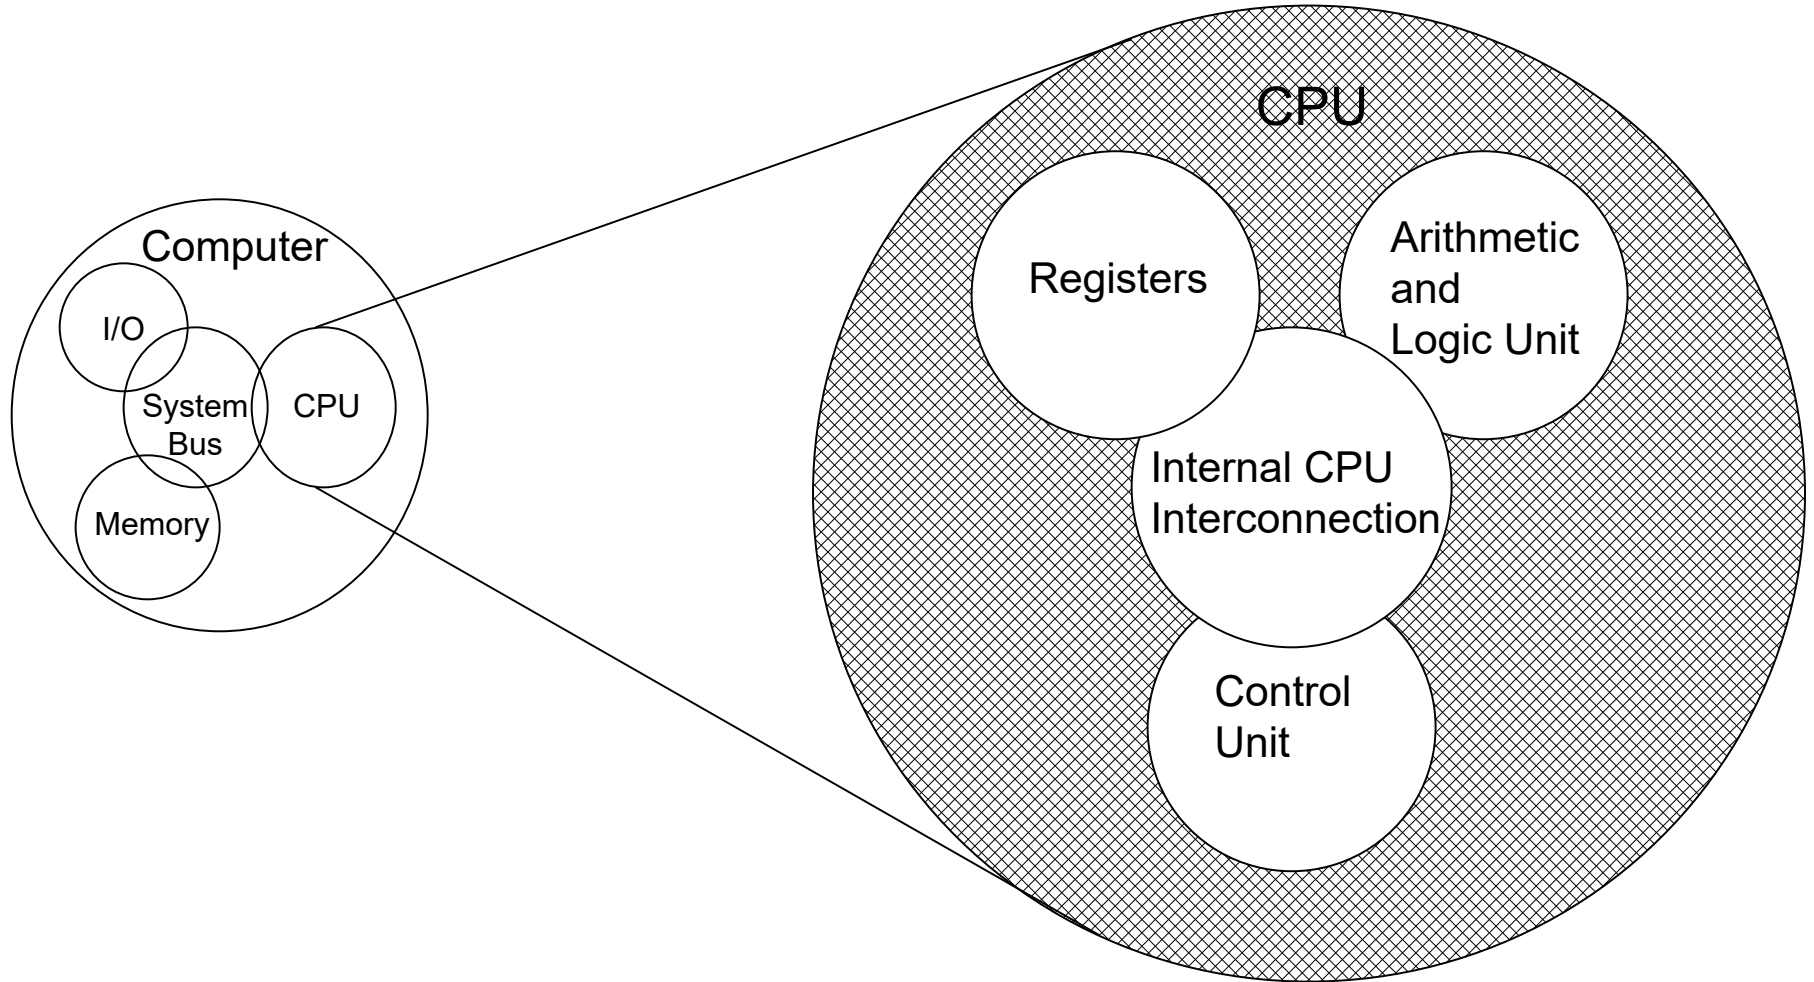 Computer
I/O
System
Bus
CPU
Memory
CPU
Registers
Arithmetic
and
Logic Unit
Internal CPU
Interconnection
Control
Unit